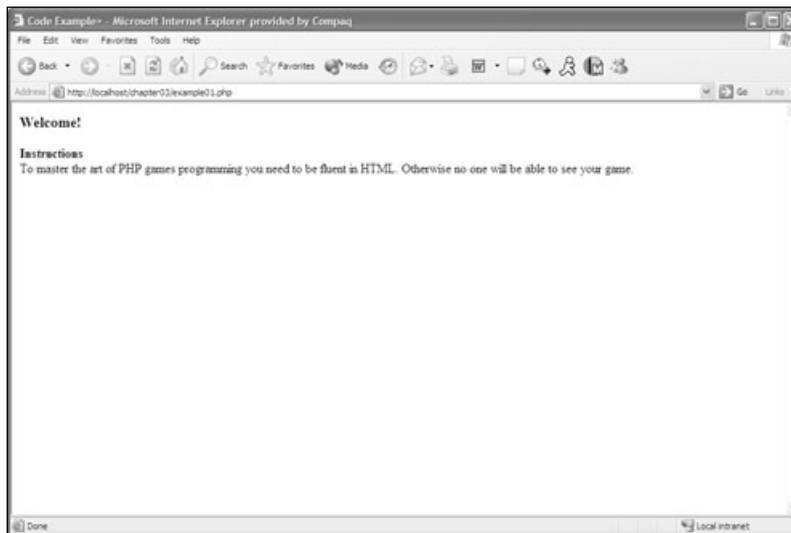 Code Example> - Microsoft Internet Explorer provided by Compaq
File Edit View Favorites Tools Help
Back Search Favorites Media
Address http://localhost/chapter03/example01.php Go Links
Welcome!
Instructions
To master the art of PHP games programming you need to be fluent in HTML. Otherwise no one will be able to see your game.
Done Local intranet